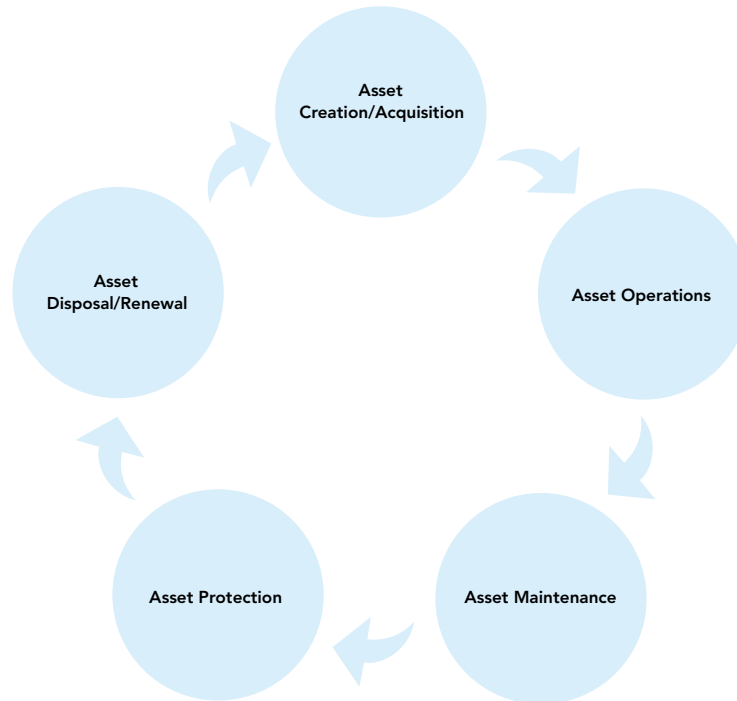 Asset
Creation/Acquisition
Asset Operations
Asset Maintenance
Asset Protection
Asset
Disposal/Renewal